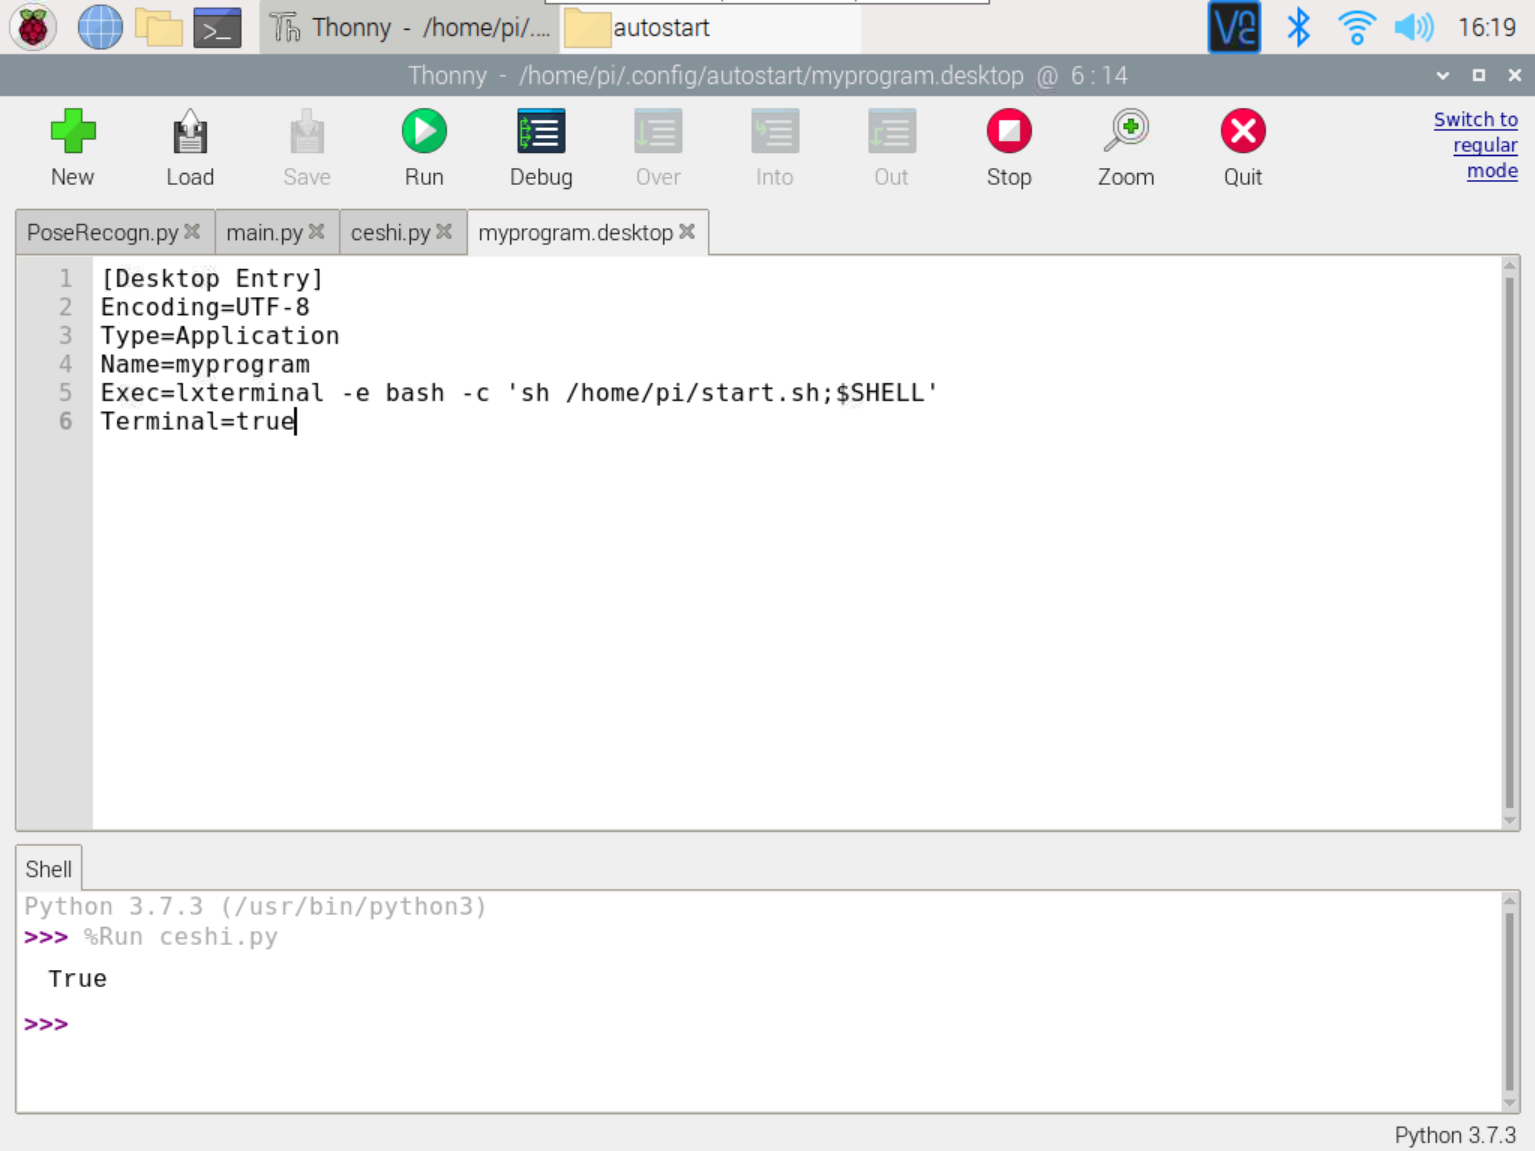 Thonny - /home/pi/....
autostart
16:19
Thonny - /home/pi/.config/autostart/myprogram.desktop @ 6:14
New
Load
Save
Run
Debug
Over
Into
Out
Stop
Zoom
Quit
Switch to
regular
mode
PoseRecogn.py
main.py
ceshi.py
myprogram.desktop
1 [Desktop Entry]
2 Encoding=UTF-8
3 Type=Application
4 Name=myprogram
5 Exec=lxterminal -e bash -c 'sh /home/pi/start.sh;$SHELL'
6 Terminal=true
Shell
Python 3.7.3 (/usr/bin/python3)
>>> %Run ceshi.py
True
>>>
Python 3.7.3